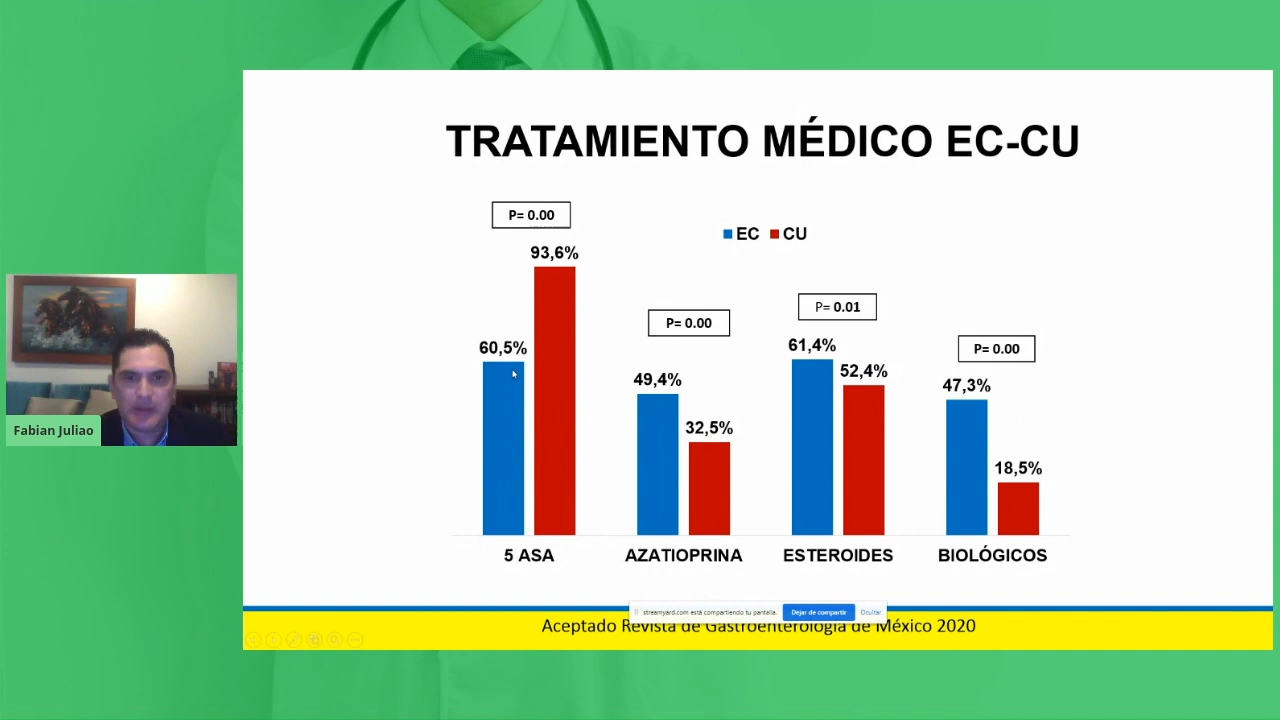 TRATAMIENTO MÉDICO EC-CU
P= 0.00
EC CU
93,6%
60,5%
P= 0.00
49,4%
32,5%
P= 0.01
61,4%
52,4%
P= 0.00
47,3%
18,5%
5 ASA AZATIOPRINA ESTEROIDES BIOLÓGICOS
Fabian Juliao
streamyard.com está compartiendo tu pantalla. Dejar de compartir Ocultar
Aceptado Revista de Gastroenterología de México 2020